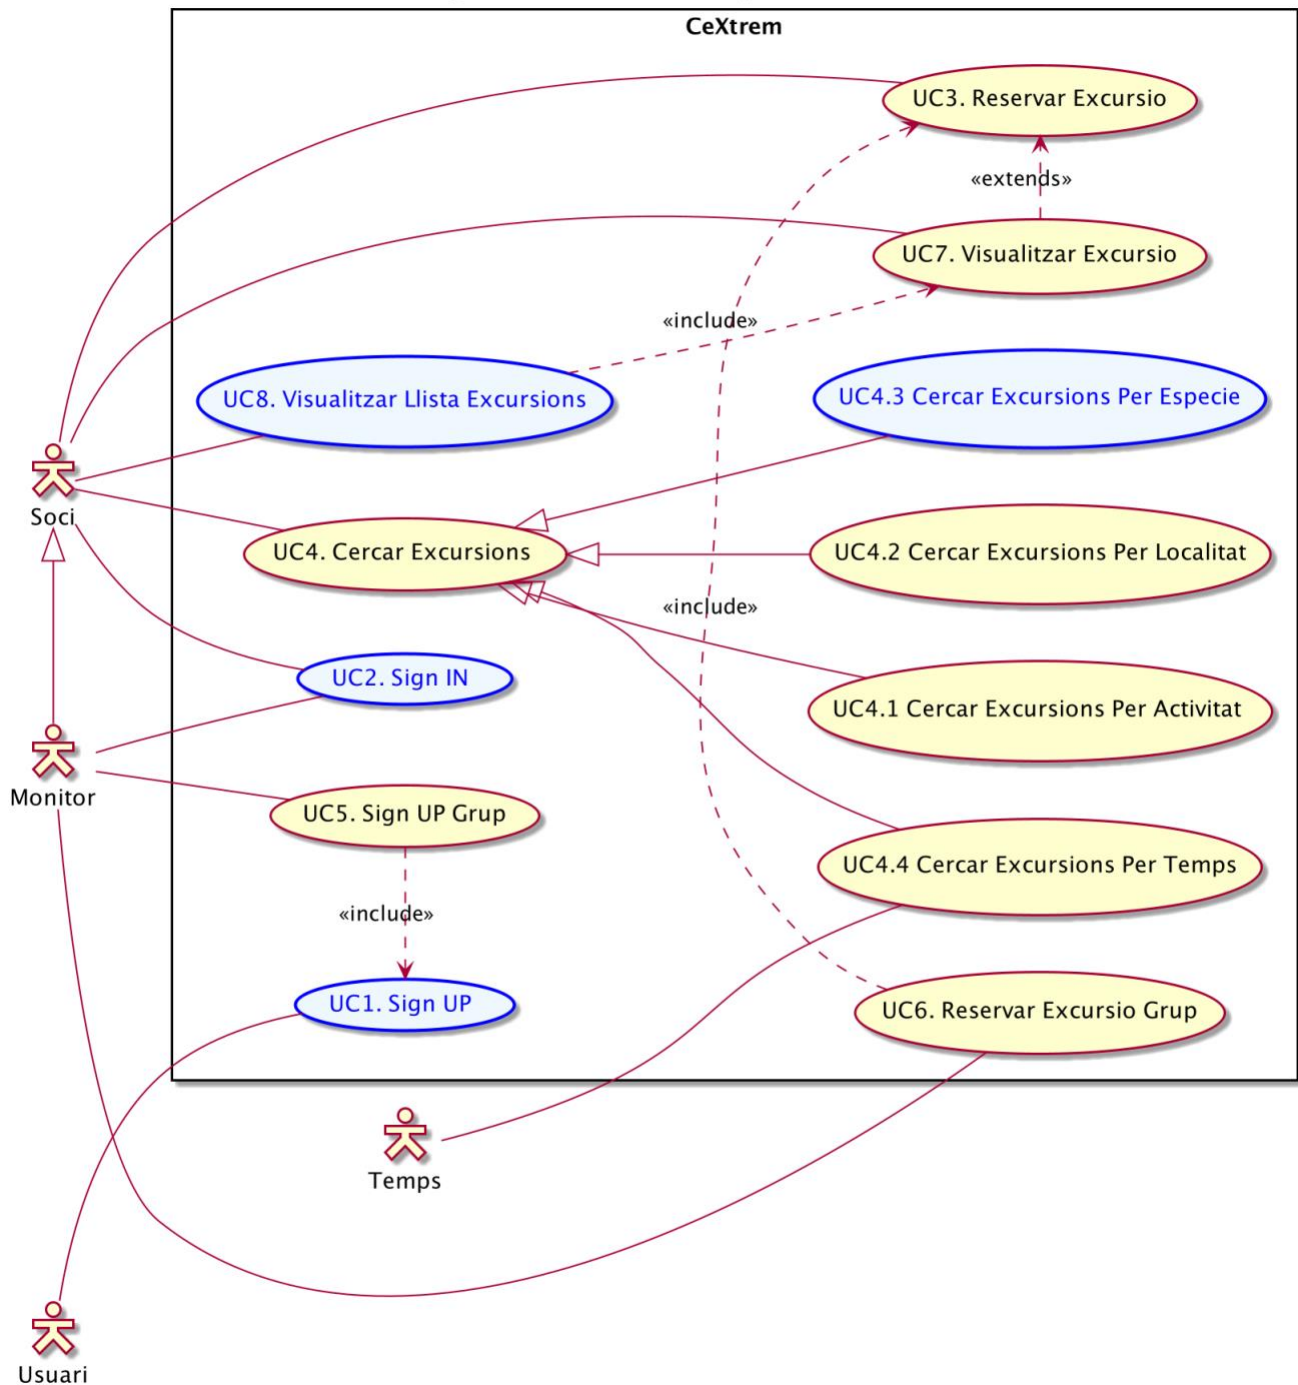 CeXtrem
UC3. Reservar Excursio
«extends»
UC7. Visualitzar Excursio
«include»
UC8. Visualitzar Llista Excursions
UC4.3 Cercar Excursions Per Especie
Soci
UC4. Cercar Excursions
UC4.2 Cercar Excursions Per Localitat
«include»
UC2. Sign IN
UC4.1 Cercar Excursions Per Activitat
Monitor
UC5. Sign UP Grup
UC4.4 Cercar Excursions Per Temps
«include»
UC1. Sign UP
UC6. Reservar Excursio Grup
Temps
Usuari